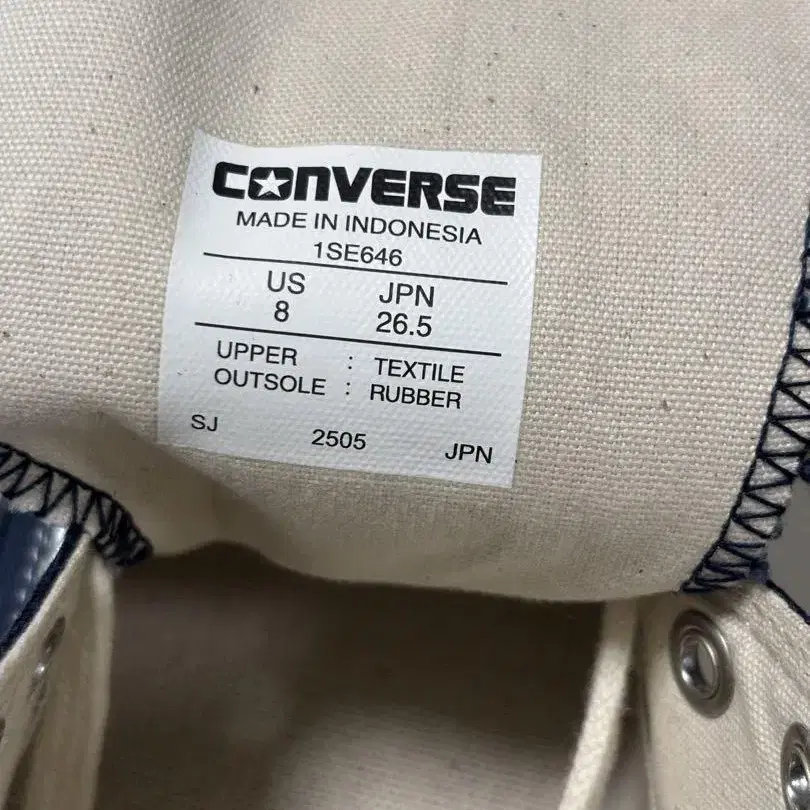 CONVERSE
MADE IN INDONESIA
1SE646
US JPN
8 26.5
UPPER : TEXTILE
OUTSOLE : RUBBER
SJ 2505 JPN